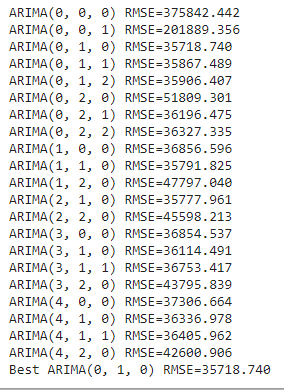 ARIMA(0, 0, 0) RMSE=375842.442
ARIMA(0, 0, 1) RMSE=201889.356
ARIMA(0, 1, 0) RMSE=35718.740
ARIMA(0, 1, 1) RMSE=35867.489
ARIMA(0, 1, 2) RMSE=35906.407
ARIMA(0, 2, 0) RMSE=51809.301
ARIMA(0, 2, 1) RMSE=36196.475
ARIMA(0, 2, 2) RMSE=36327.335
ARIMA(1, 0, 0) RMSE=36856.596
ARIMA(1, 1, 0) RMSE=35791.825
ARIMA(1, 2, 0) RMSE=47797.040
ARIMA(2, 1, 0) RMSE=35777.961
ARIMA(2, 2, 0) RMSE=45598.213
ARIMA(3, 0, 0) RMSE=36854.537
ARIMA(3, 1, 0) RMSE=36114.491
ARIMA(3, 1, 1) RMSE=36753.417
ARIMA(3, 2, 0) RMSE=43795.839
ARIMA(4, 0, 0) RMSE=37306.664
ARIMA(4, 1, 0) RMSE=36336.978
ARIMA(4, 1, 1) RMSE=36405.962
ARIMA(4, 2, 0) RMSE=42600.906
Best ARIMA(0, 1, 0) RMSE=35718.740